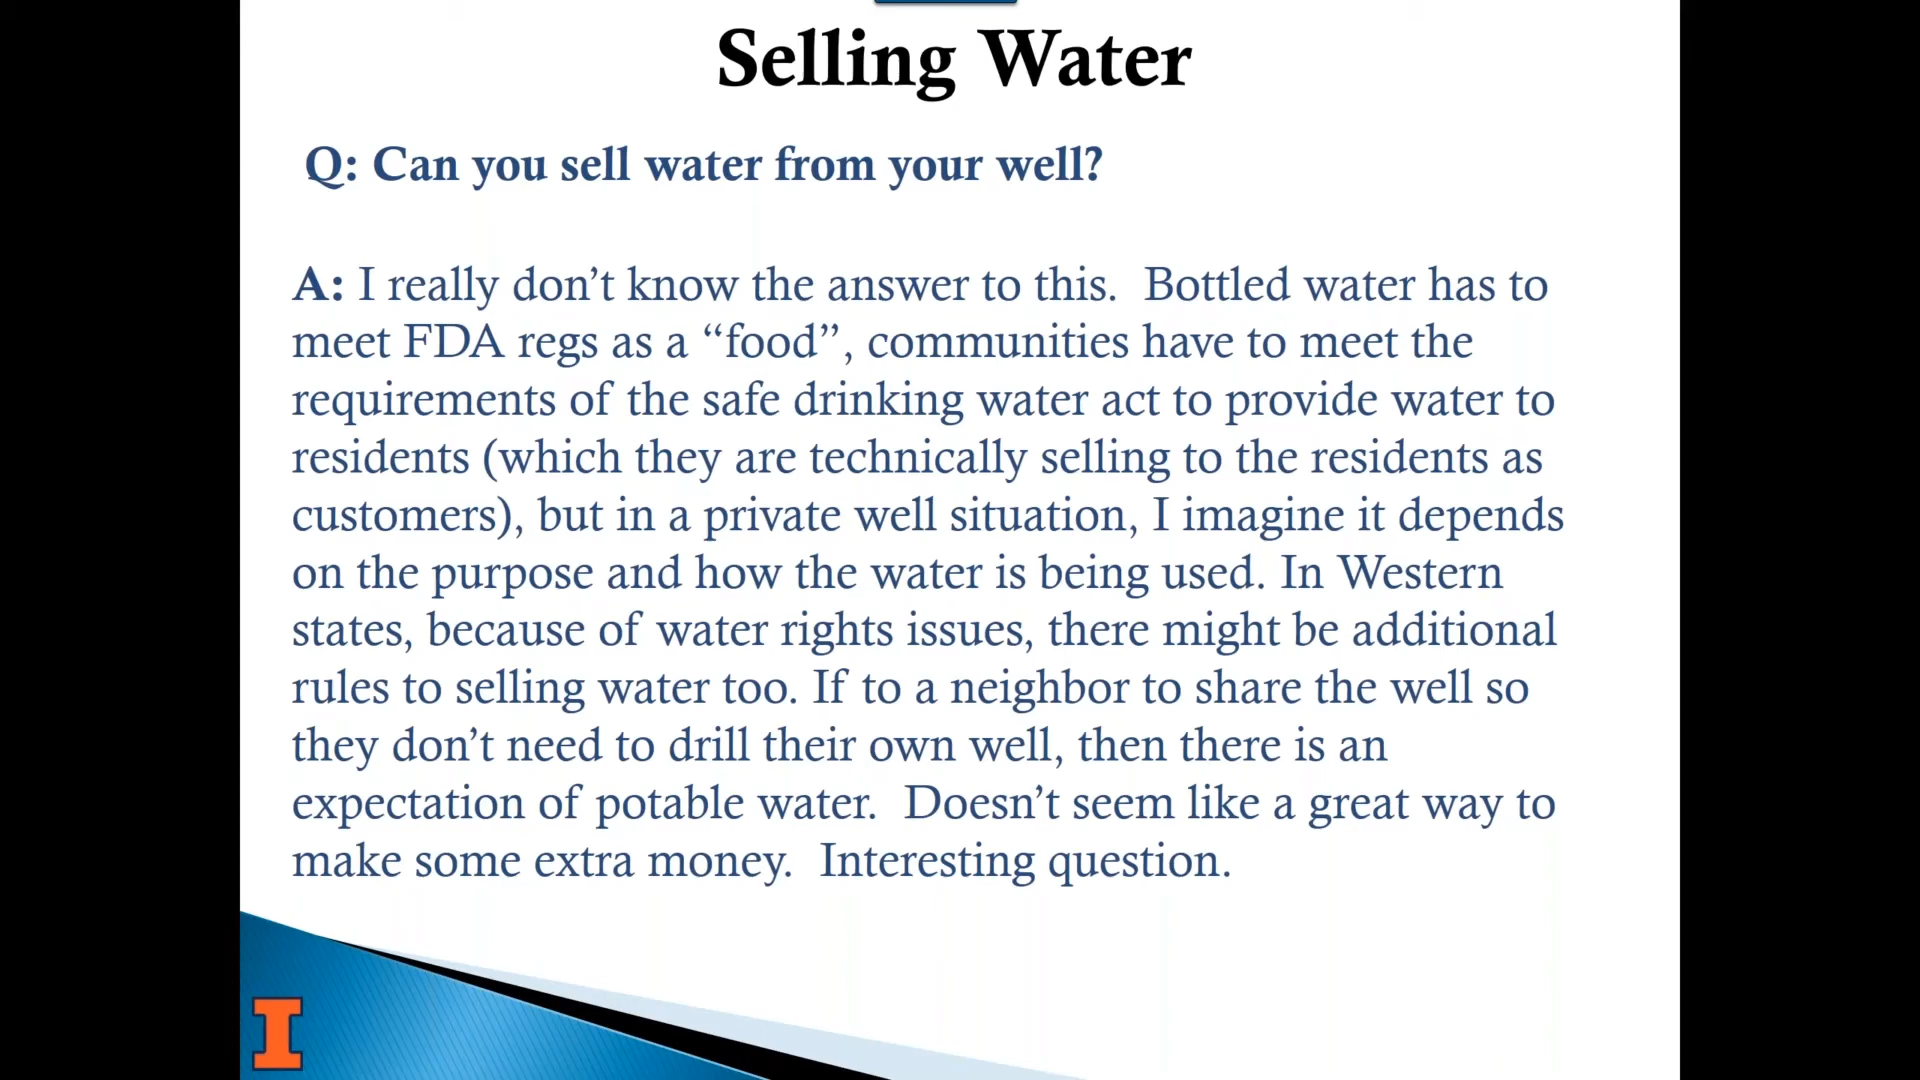 Selling Water
Q: Can you sell water from your well?
A: I really don’t know the answer to this.  Bottled water has to
meet FDA regs as a “food”, communities have to meet the
requirements of the safe drinking water act to provide water to
residents (which they are technically selling to the residents as
customers), but in a private well situation, I imagine it depends
on the purpose and how the water is being used. In Western
states, because of water rights issues, there might be additional
rules to selling water too. If to a neighbor to share the well so
they don’t need to drill their own well, then there is an
expectation of potable water.  Doesn’t seem like a great way to
make some extra money.  Interesting question.
I